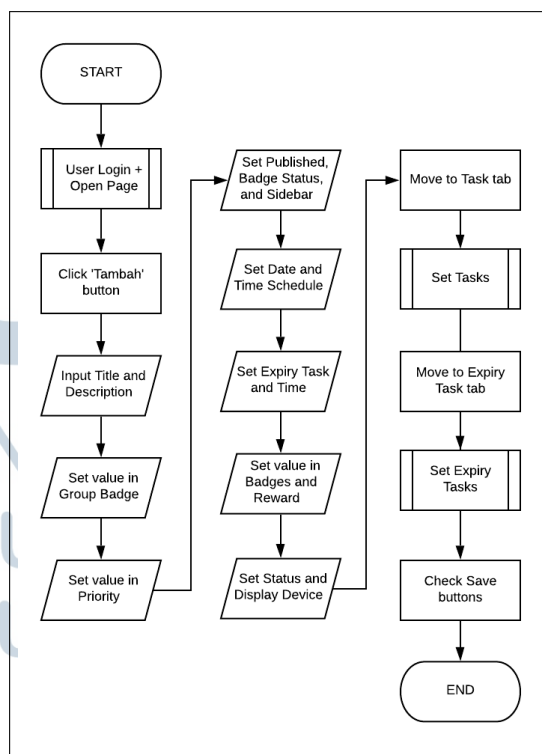 START
User Login +
Open Page
Click 'Tambah'
button
Input Title and
Description
Set value in
Group Badge
Set value in
Priority
Set Published,
Badge Status,
and Sidebar
Set Date and
Time Schedule
Set Expiry Task
and Time
Set value in
Badges and
Reward
Set Status and
Display Device
Move to Task tab
Set Tasks
Move to Expiry
Task tab
Set Expiry
Tasks
Check Save
buttons
END